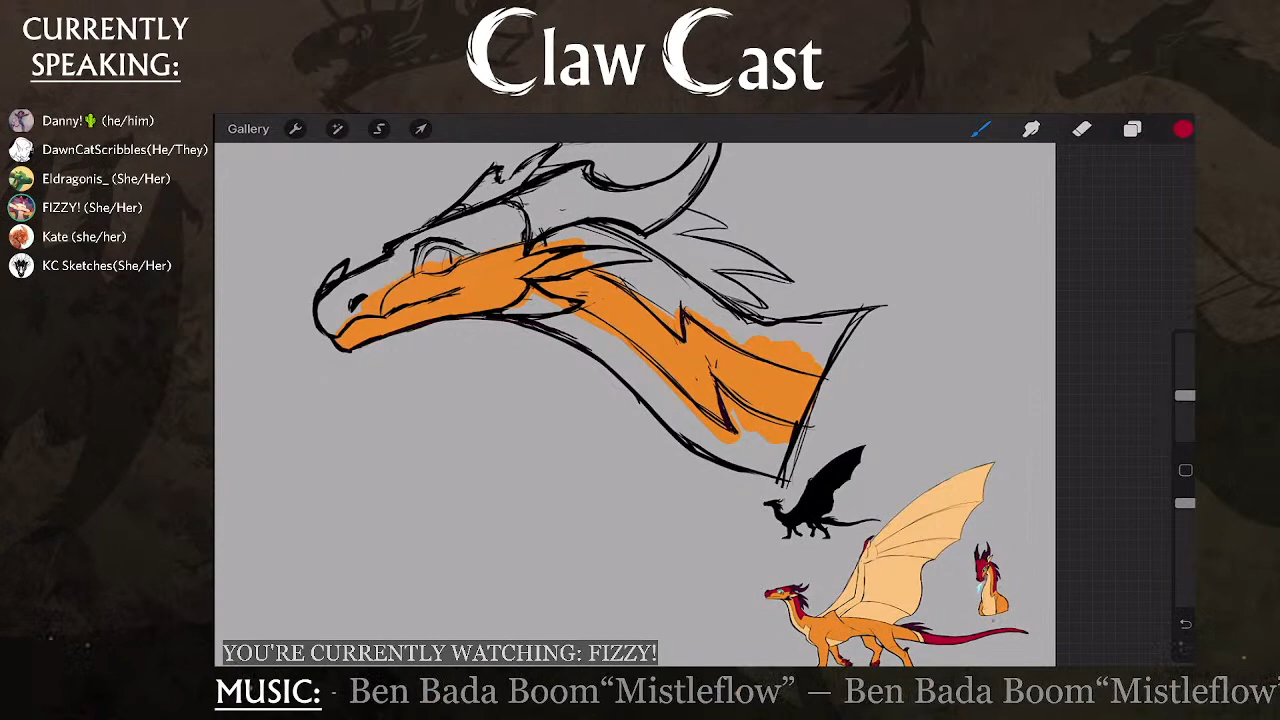 CURRENTLY
SPEAKING:
Claw Cast
Danny!🌵 (he/him)
DawnCatScribbles(He/They)
Eldragonis_ (She/Her)
FIZZY! (She/Her)
Kate (she/her)
KC Sketches(She/Her)
Gallery
YOU'RE CURRENTLY WATCHING: FIZZY!
MUSIC: - Ben Bada Boom“Mistleflow” — Ben Bada Boom“Mistleflow”